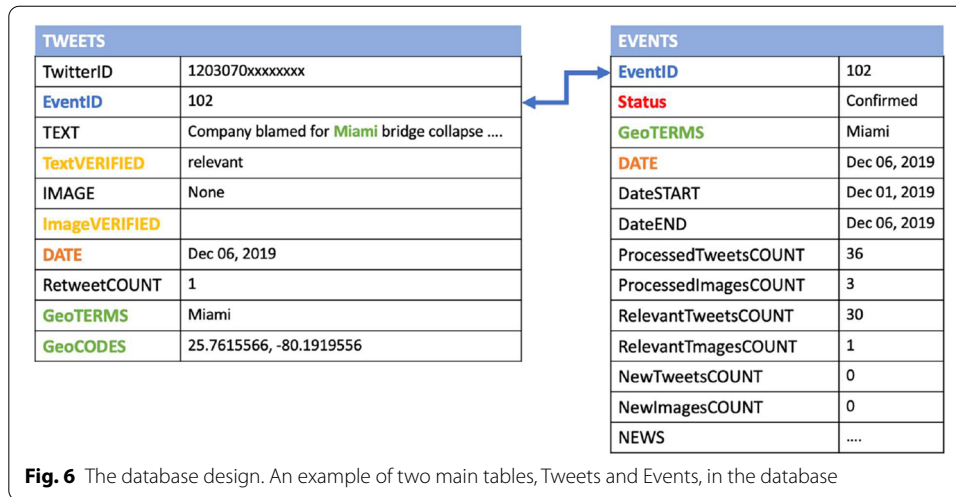 TWEETS
TwitterID 1203070xxxxxxxx
EventID 102
TEXT Company blamed for Miami bridge collapse ....
TextVERIFIED relevant
IMAGE None
ImageVERIFIED
DATE Dec 06, 2019
RetweetCOUNT 1
GeoTERMS Miami
GeoCODES 25.7615566, -80.1919556
EVENTS
EventID 102
Status Confirmed
GeoTERMS Miami
DATE Dec 06, 2019
DateSTART Dec 01, 2019
DateEND Dec 06, 2019
ProcessedTweetsCOUNT 36
ProcessedImagesCOUNT 3
RelevantTweetsCOUNT 30
RelevantTmagesCOUNT 1
NewTweetsCOUNT 0
NewImagesCOUNT 0
NEWS ....
Fig. 6 The database design. An example of two main tables, Tweets and Events, in the database